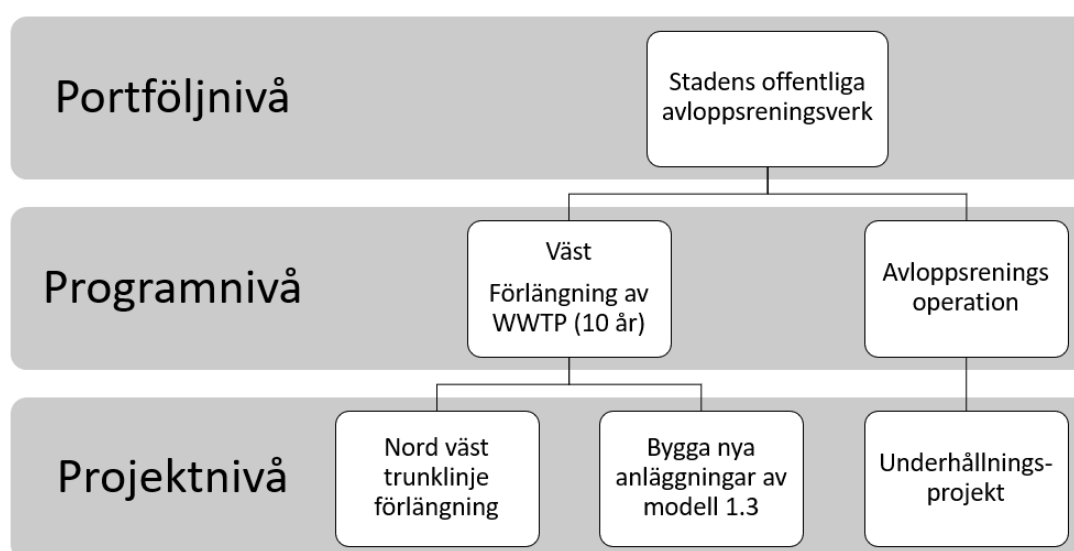 Portföljnivå
Stadens offentliga
avloppsreningsverk
Programnivå
Väst
Förlängning av
WWTP (10 år)
Avloppsrenings
operation
Projektnivå
Nord väst
trunklinje
förlängning
Bygga nya
anläggningar av
modell 1.3
Underhållnings-
projekt